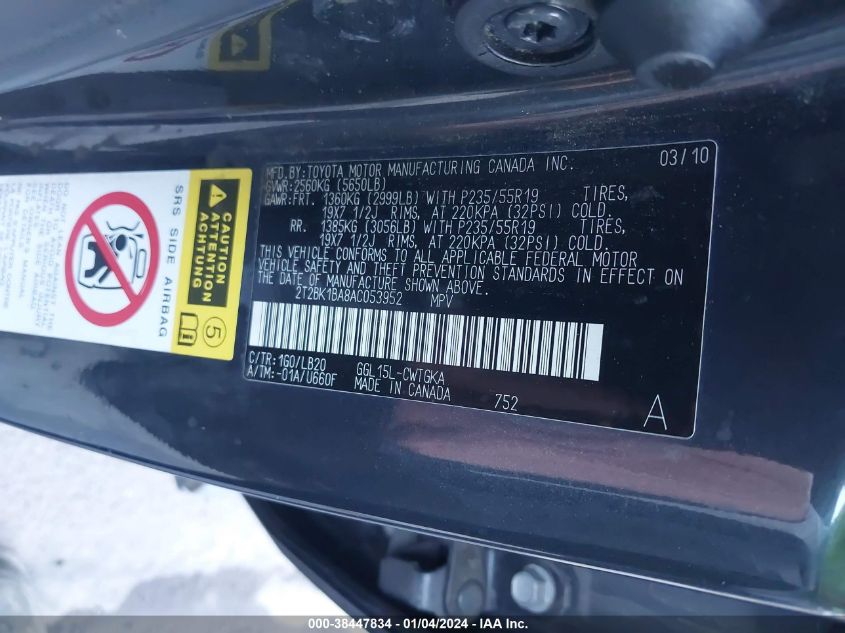 MFD. BY: TOYOTA MOTOR MANUFACTURING CANADA INC. 03/10
GVWR: 2560KG (5650LB)
GAWR: FRT. 1360KG (2999LB) WITH P235/55R19 TIRES,
19X7 1/2J RIMS, AT 220KPA (32PSI) COLD.
RR. 1385KG (3056LB) WITH P235/55R19 TIRES,
19X7 1/2J RIMS, AT 220KPA (32PSI) COLD.
THIS VEHICLE CONFORMS TO ALL APPLICABLE FEDERAL MOTOR
VEHICLE SAFETY AND THEFT PREVENTION STANDARDS IN EFFECT ON
THE DATE OF MANUFACTURE SHOWN ABOVE.
2T2BK1BA8AC053952 MPV
C/TR: 1G0/LB20 GGL15L-CWTGKA
A/TM: -01A/U660F MADE IN CANADA 752 A
CAUTION
ATTENTION
ACHTUNG
5
SRS SIDE AIRBAG
000-38447834 - 01/04/2024 - IAAI.COM